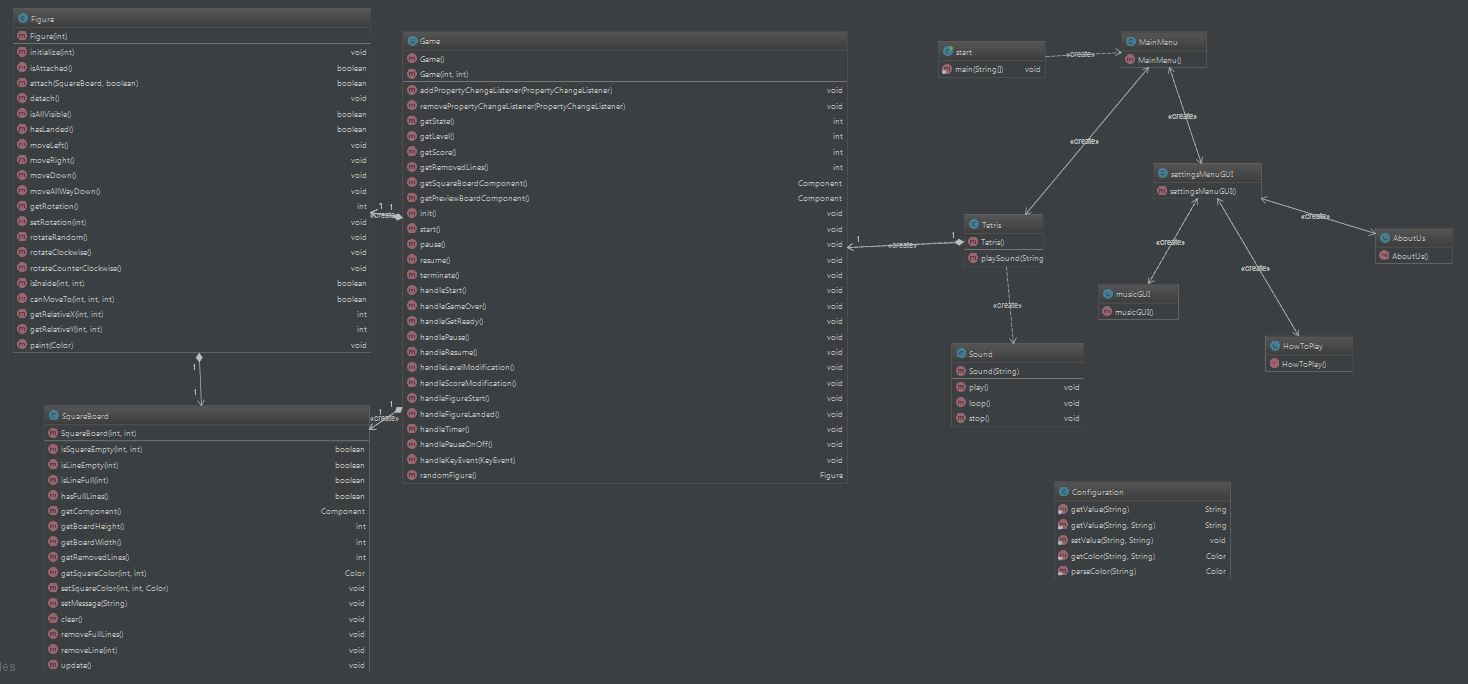 Figure
Figure(int)
initialize(int) void
isAttached() boolean
attach(SquareBoard, boolean) boolean
detach() void
isAllVisible() boolean
hasLanded() boolean
moveLeft() void
moveRight() void
moveDown() void
moveAllWayDown() void
getRotation() int
setRotation(int) void
rotateRandom() void
rotateClockwise() void
rotateCounterClockwise() void
isInside(int, int) boolean
canMoveTo(int, int, int) boolean
getRelativeX(int, int) int
getRelativeY(int, int) int
paint(Color) void
1
1
SquareBoard
SquareBoard(int, int)
isSquareEmpty(int, int) boolean
isLineEmpty(int) boolean
isLineFull(int) boolean
hasFullLines() boolean
getComponent() Component
getBoardHeight() int
getBoardWidth() int
getRemovedLines() int
getSquareColor(int, int) Color
setSquareColor(int, int, Color) void
setMessage(String) void
clear() void
removeFullLines() void
removeLine(int) void
update() void
les
1 1
«create»
1 1
«create»
Game
Game()
Game(int, int)
addPropertyChangeListener(PropertyChangeListener) void
removePropertyChangeListener(PropertyChangeListener) void
getState() int
getLevel() int
getScore() int
getRemovedLines() int
getSquareBoardComponent() Component
getPreviewBoardComponent() Component
init() void
start() void
pause() void
resume() void
terminate() void
handleStart() void
handleGameOver() void
handleGetReady() void
handlePause() void
handleResume() void
handleLevelModification() void
handleScoreModification() void
handleFigureStart() void
handleFigureLanded() void
handleTimer() void
handlePauseOnOff() void
handleKeyEvent(KeyEvent) void
randomFigure() Figure
1 1
«create»
start
main(String[]) void
«create»
MainMenu
MainMenu()
«create»
«create»
settingsMenuGUI
settingsMenuGUI()
«create»
AboutUs
AboutUs()
«create»
«create»
musicGUI
musicGUI()
HowToPlay
HowToPlay()
Tetris
Tetris()
playSound(String
«create»
Sound
Sound(String)
play() void
loop() void
stop() void
Configuration
getValue(String) String
getValue(String, String) String
setValue(String, String) void
getColor(String, String) Color
parseColor(String) Color